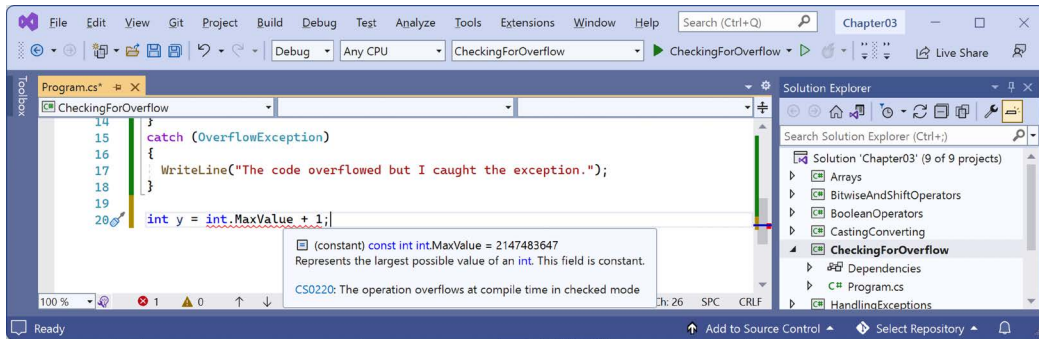 File Edit View Git Project Build Debug Test Analyze Tools Extensions Window Help Search (Ctrl+Q) Chapter03
Debug Any CPU CheckingForOverflow CheckingForOverflow Live Share
Toolbox
Program.cs*
C# CheckingForOverflow
14 }
15 catch (OverflowException)
16 {
17 WriteLine("The code overflowed but I caught the exception.");
18 }
19
20 int y = int.MaxValue + 1;
(constant) const int int.MaxValue = 2147483647
Represents the largest possible value of an int. This field is constant.
CS0220: The operation overflows at compile time in checked mode
100 % 1 0 Ch: 26 SPC CRLF
Solution Explorer
Search Solution Explorer (Ctrl+;)
Solution 'Chapter03' (9 of 9 projects)
C# Arrays
C# BitwiseAndShiftOperators
C# BooleanOperators
C# CastingConverting
C# CheckingForOverflow
Dependencies
C# Program.cs
C# HandlingExceptions
Ready Add to Source Control Select Repository